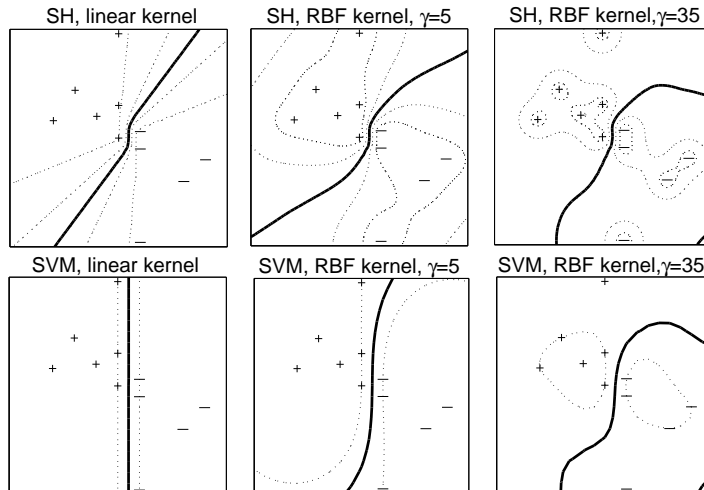 SH, linear kernel
SH, RBF kernel, γ=5
SH, RBF kernel,γ=35
SVM, linear kernel
SVM, RBF kernel, γ=5
SVM, RBF kernel,γ=35